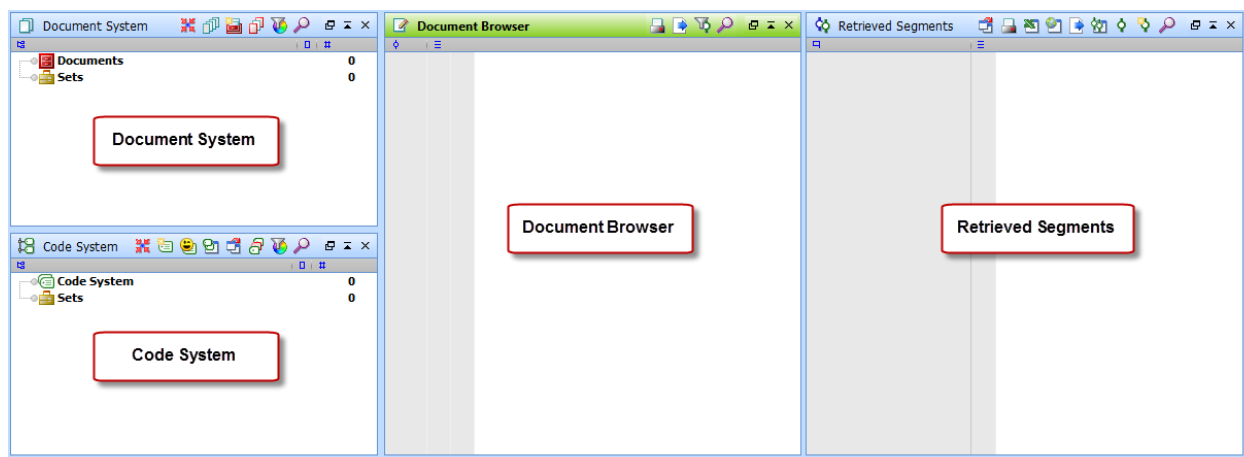 Document System
#
Documents 0
Sets 0
Document System
Code System
#
Code System 0
Sets 0
Code System
Document Browser
Document Browser
Retrieved Segments
Retrieved Segments